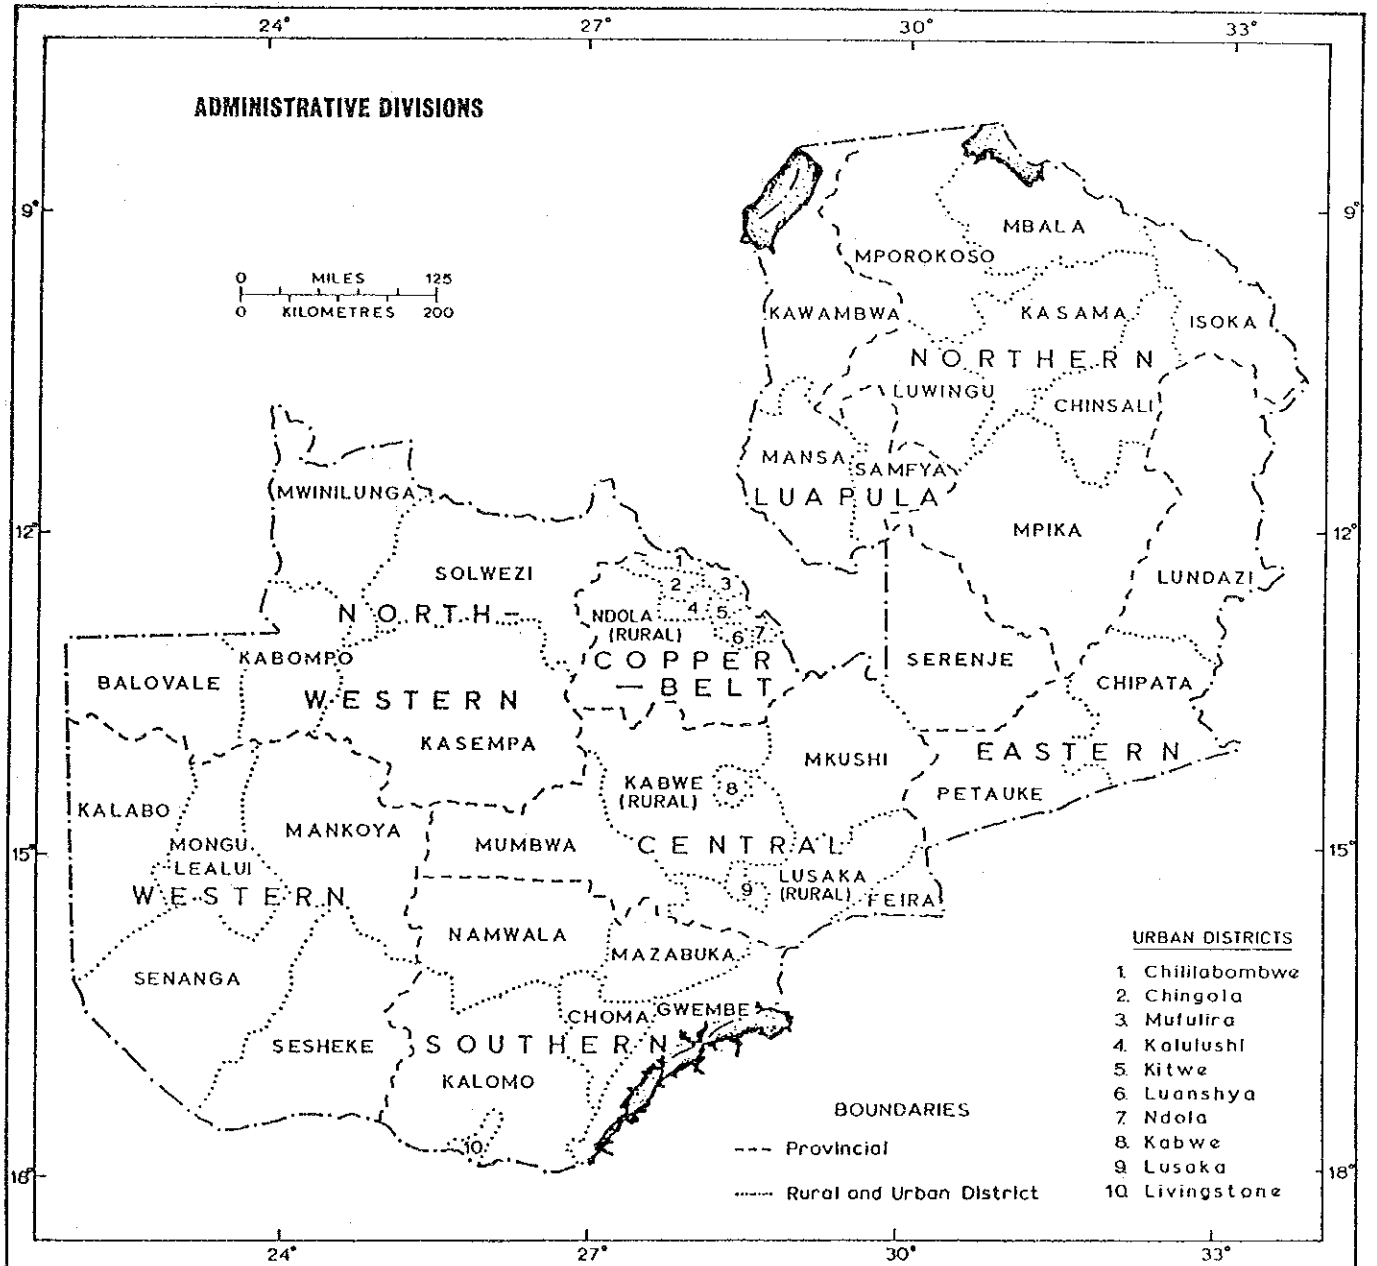 24° 27° 30° 33°
ADMINISTRATIVE DIVISIONS
9° 9°
MBALA
MPOROKOSO
0 MILES 125
0 KILOMETRES 200
KAWAMBWA
KASAMA
ISOKA
NORTHERN
LUWINGU
CHINSALI
MANSA
SAMFYA
LUAPULA
MWINILUNGA
12° 12°
MPIKA
SOLWEZI
LUNDAZI
1
2 3
4 5
6 7
NDOLA
(RURAL)
NORTH-
COPPER
-BELT
KABOMPO
BALOVALE
SERENJE
CHIPATA
WESTERN
KASEMPA
MKUSHI
EASTERN
KABWE
(RURAL)
8
PETAUKE
KALABO
MANKOYA
MONGU
LEALUI
MUMBWA
CENTRAL
15° 15°
LUSAKA
(RURAL)
9
FEIRA
WESTERN
NAMWALA
MAZABUKA
SENANGA
CHOMA
GWEMBE
SESHEKE
SOUTHERN
KALOMO
10
URBAN DISTRICTS
1. Chililabombwe
2. Chingola
3. Mufulira
4. Kalulushi
5. Kitwe
6. Luanshya
7. Ndola
8. Kabwe
9. Lusaka
10. Livingstone
BOUNDARIES
Provincial
Rural and Urban District
18° 18°
24° 27° 30° 33°